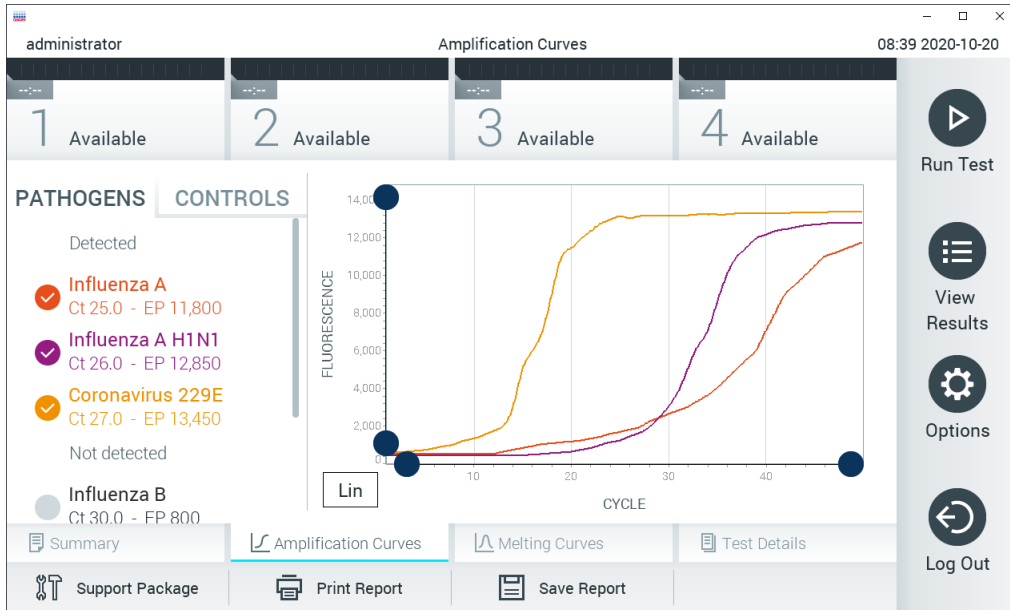 administrator
Amplification Curves
08:39 2020-10-20
--:--
--:--
--:--
--:--
1 Available
2 Available
3 Available
4 Available
Run Test
View
Results
Options
Log Out
PATHOGENS
CONTROLS
Detected
Influenza A
Ct 25.0 - EP 11,800
Influenza A H1N1
Ct 26.0 - EP 12,850
Coronavirus 229E
Ct 27.0 - EP 13,450
Not detected
Influenza B
Ct 30.0 - EP 800
FLUORESCENCE
14,000
12,000
10,000
8,000
6,000
4,000
2,000
0
10
20
30
40
CYCLE
Lin
Summary
Amplification Curves
Melting Curves
Test Details
Support Package
Print Report
Save Report